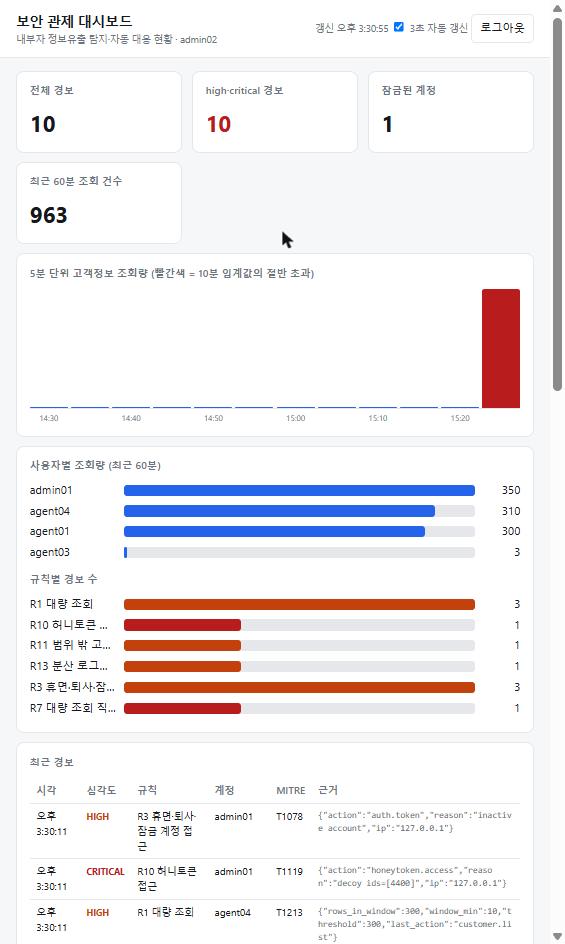 보안 관제 대시보드
내부자 정보유출 탐지·자동 대응 현황 · admin02
갱신 오후 3:30:55 3초 자동 갱신 로그아웃
전체 경보
10
high·critical 경보
10
잠금된 계정
1
최근 60분 조회 건수
963
5분 단위 고객정보 조회량 (빨간색 = 10분 임계값의 절반 초과)
14:30 14:40 14:50 15:00 15:10 15:20
사용자별 조회량 (최근 60분)
admin01 350
agent04 310
agent01 300
agent03 3
규칙별 경보 수
R1 대량 조회 3
R10 허니토큰 ... 1
R11 범위 밖 고... 1
R13 분산 로그... 1
R3 휴면·퇴사·잠... 3
R7 대량 조회 직... 1
최근 경보
시각 심각도 규칙 계정 MITRE 근거
오후 3:30:11 HIGH R3 휴면·퇴사·잠금 계정 접근 admin01 T1078 {"action":"auth.token","reason":"inactive account","ip":"127.0.0.1"}
오후 3:30:11 CRITICAL R10 허니토큰 접근 admin01 T1119 {"action":"honeytoken.access","reason":"decoy ids=[4400]","ip":"127.0.0.1"}
오후 3:30:11 HIGH R1 대량 조회 agent04 T1213 {"rows_in_window":300,"window_min":10,"threshold":300,"last_action":"customer.list"}